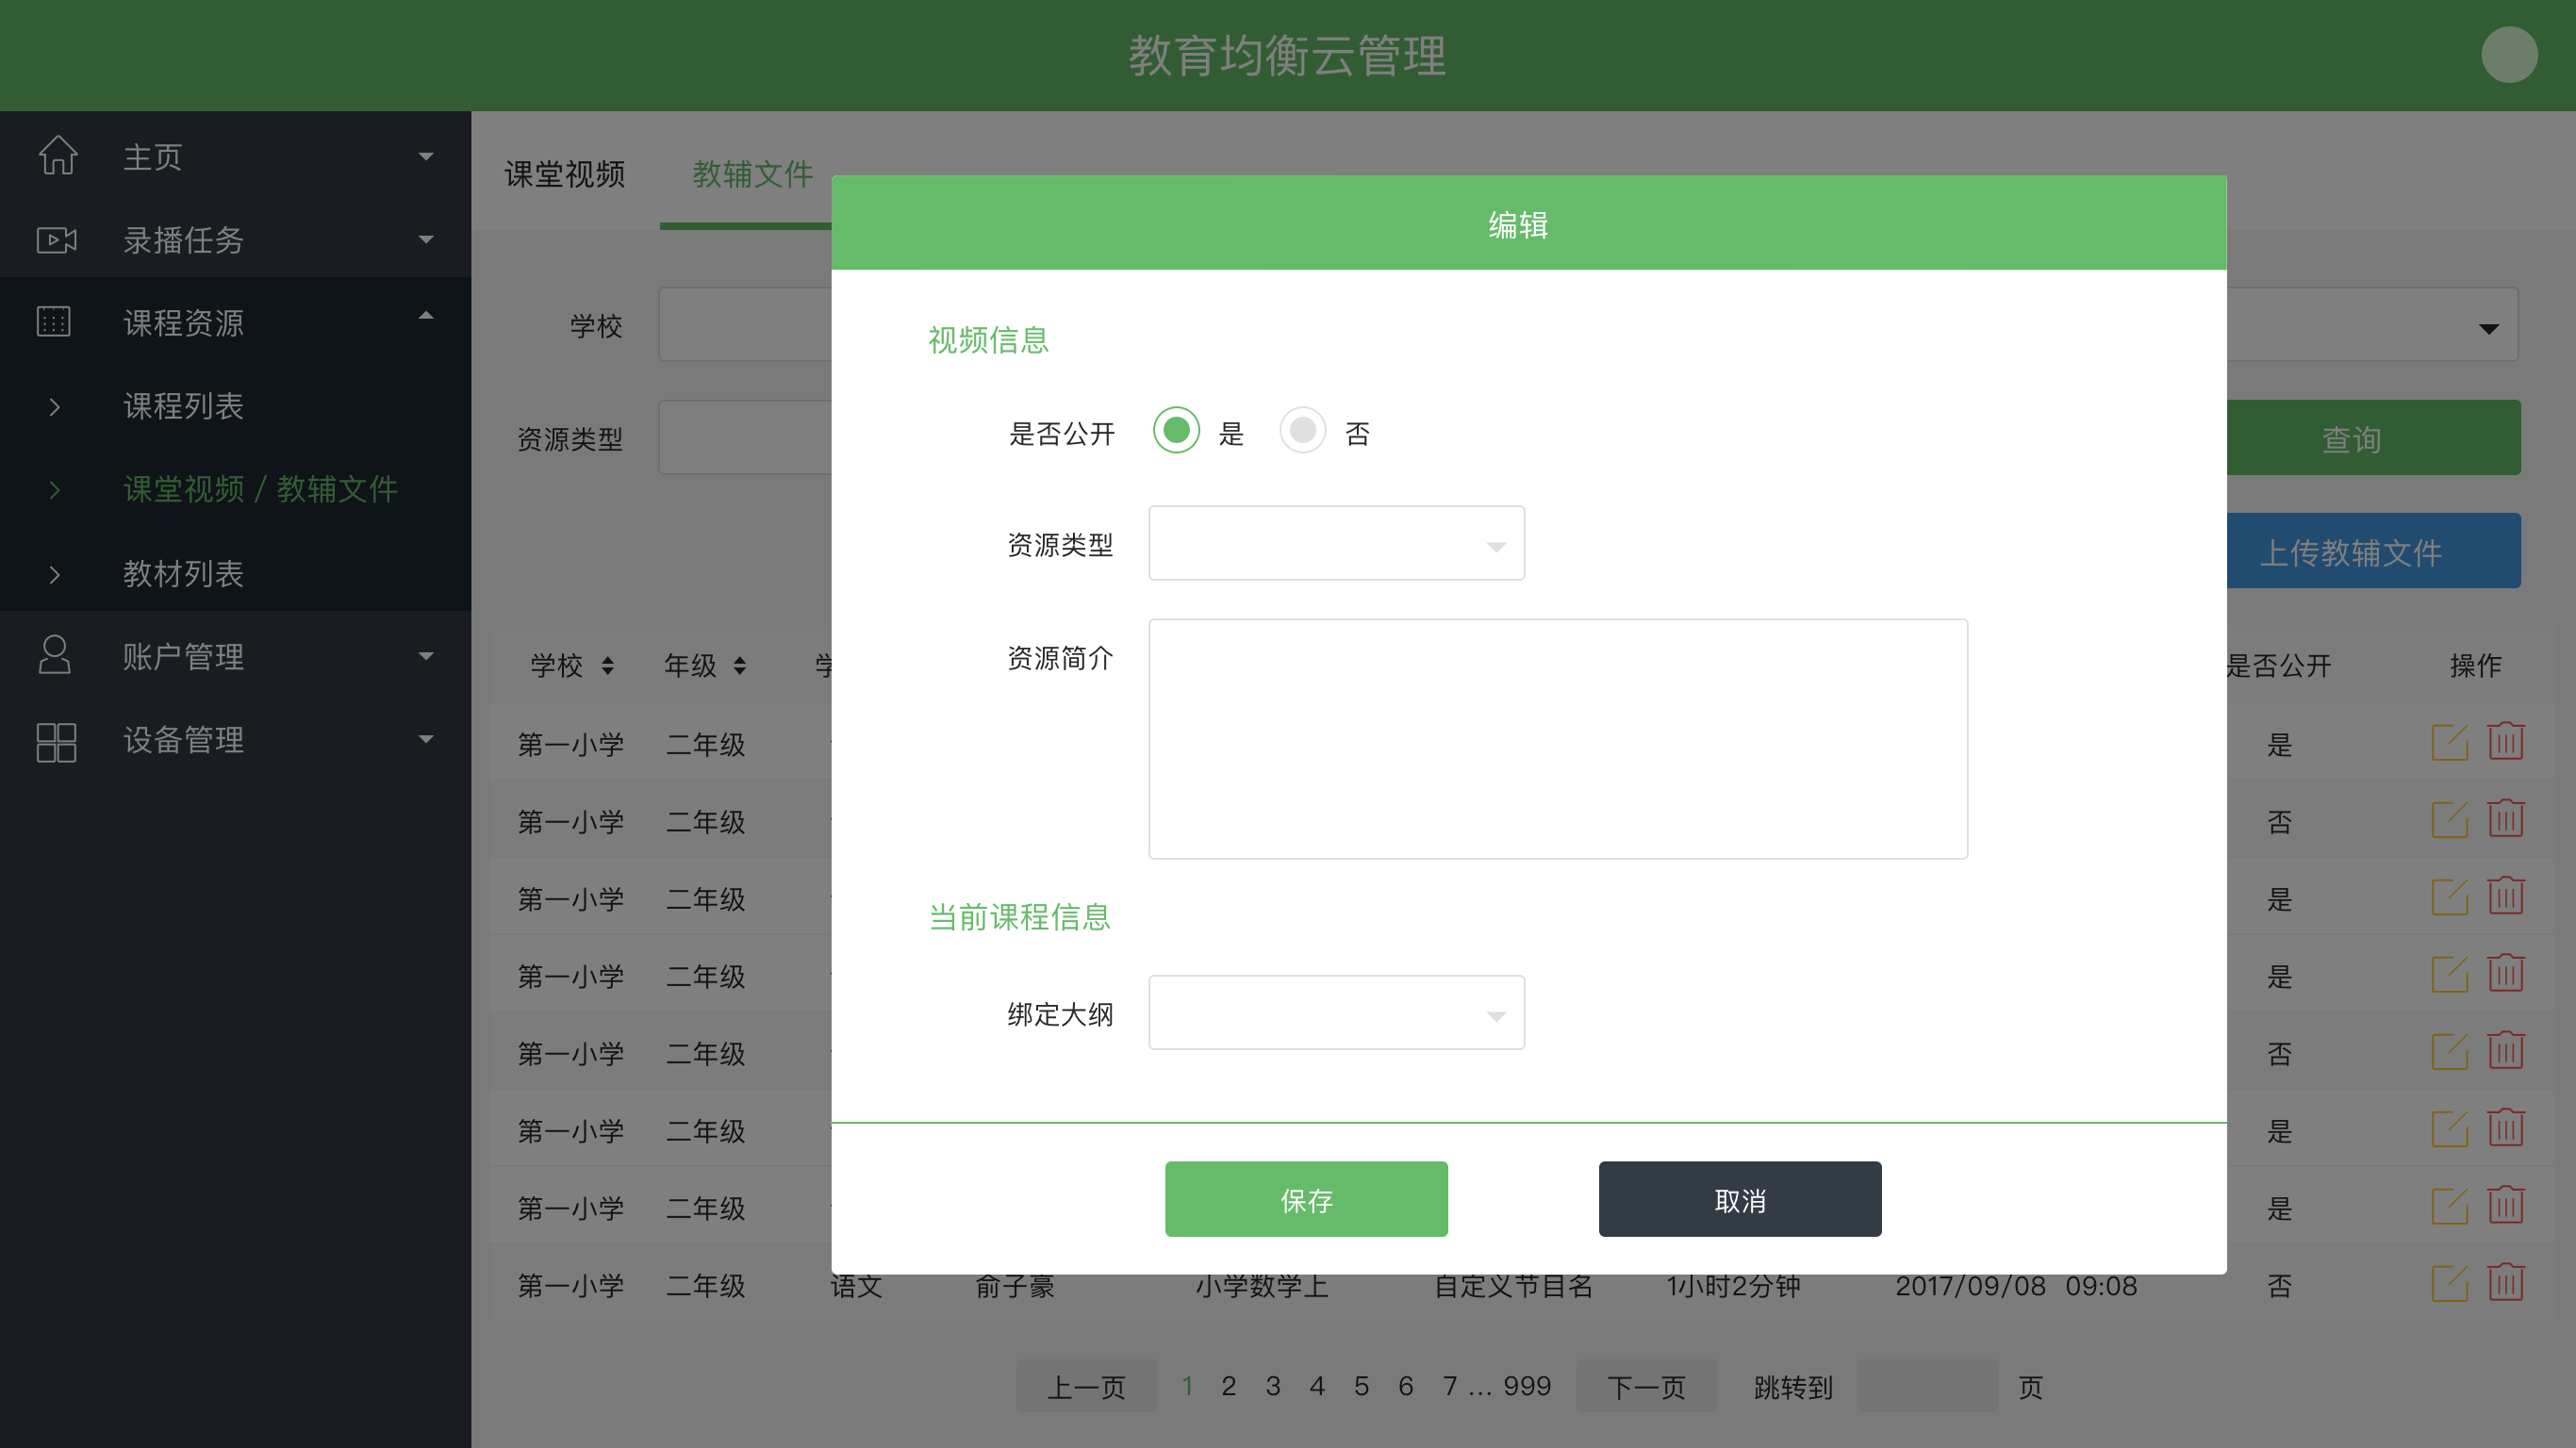 教育均衡云管理
主页
录播任务
课程资源
课程列表
课堂视频 / 教辅文件
教材列表
账户管理
设备管理
课堂视频 教辅文件
学校
资源类型
查询
上传教辅文件
编辑
视频信息
是否公开 是 否
资源类型
资源简介
当前课程信息
绑定大纲
保存 取消
学校 年级 是否公开 操作
第一小学 二年级 是
第一小学 二年级 否
第一小学 二年级 是
第一小学 二年级 是
第一小学 二年级 否
第一小学 二年级 是
第一小学 二年级 是
第一小学 二年级 语文 俞子豪 小学数学上 自定义节目名 1小时2分钟 2017/09/08 09:08 否
上一页 1 2 3 4 5 6 7 ... 999 下一页 跳转到 页